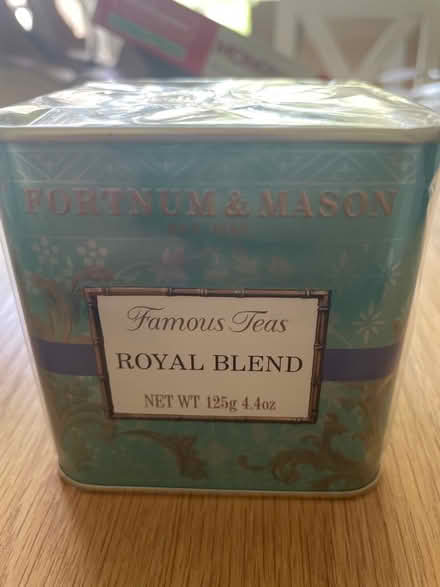 FORTNUM & MASON
Famous Teas
ROYAL BLEND
NET WT 125g 4.4oz